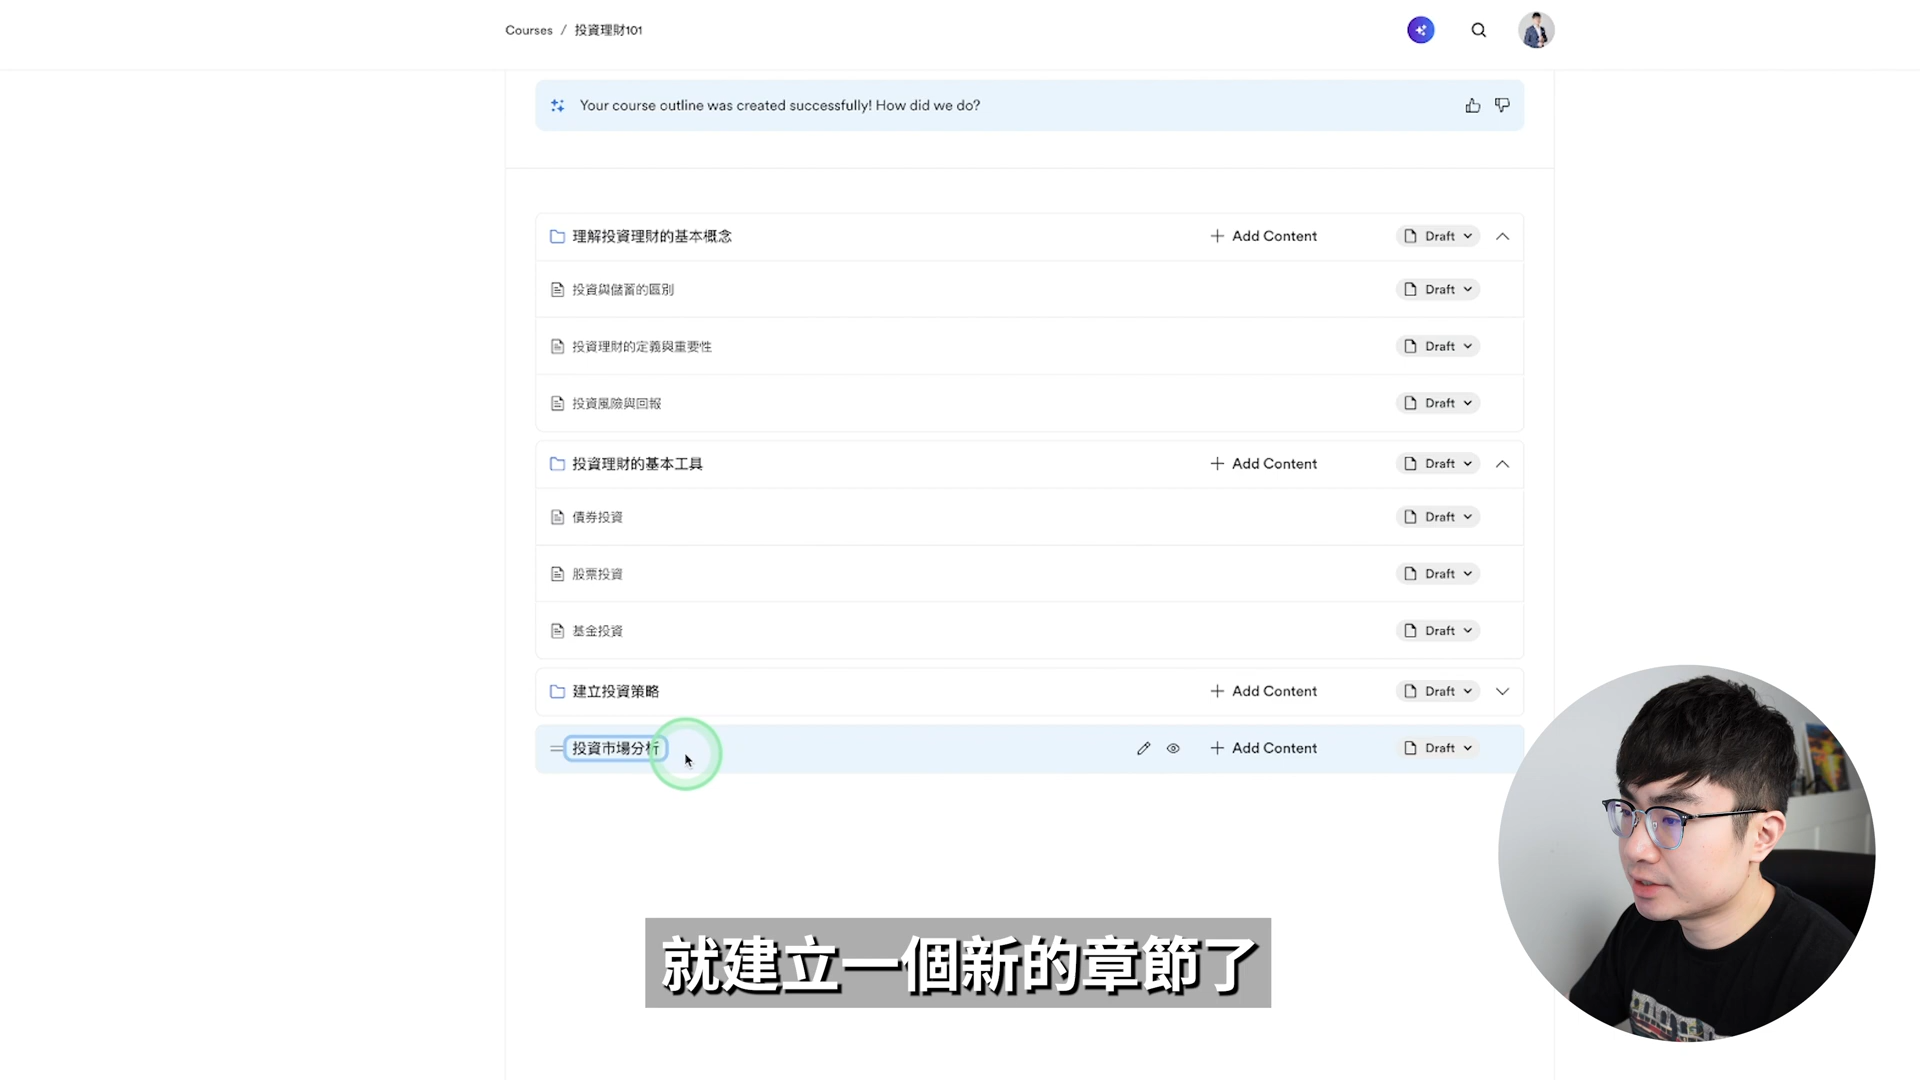 Courses / 投資理財101
Your course outline was created successfully! How did we do?
理解投資理財的基本概念 Add Content Draft
投資與儲蓄的區別 Draft
投資理財的定義與重要性 Draft
投資風險與回報 Draft
投資理財的基本工具 Add Content Draft
債券投資 Draft
股票投資 Draft
基金投資 Draft
建立投資策略 Add Content Draft
投資市場分析 Add Content Draft
就建立一個新的章節了